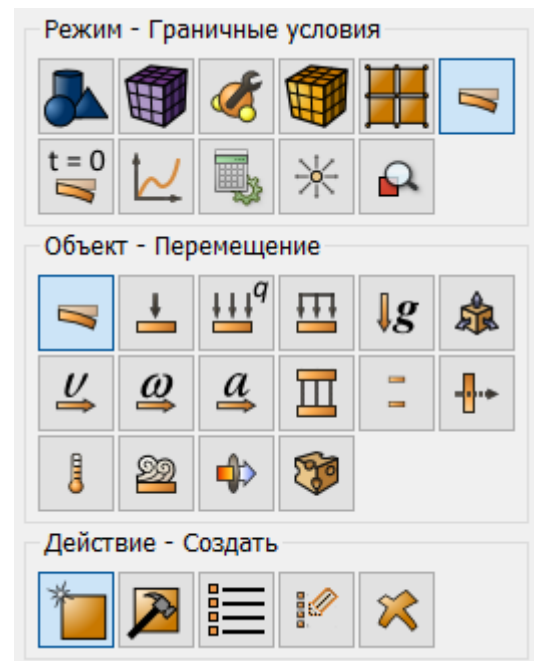 Режим - Граничные условия
t = 0
Объект - Перемещение
q
g
υ ω a
Действие - Создать